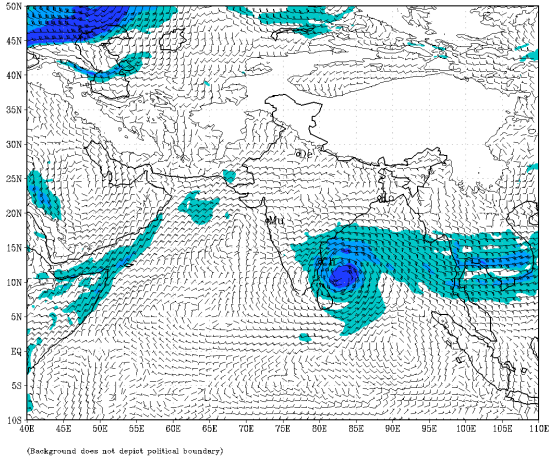 50N
45N
40N
35N
30N
25N
20N
15N
10N
5N
EQ
5S
10S
De
Mu
40E 45E 50E 55E 60E 65E 70E 75E 80E 85E 90E 95E 100E 105E 110E
(Background does not depict political boundary)